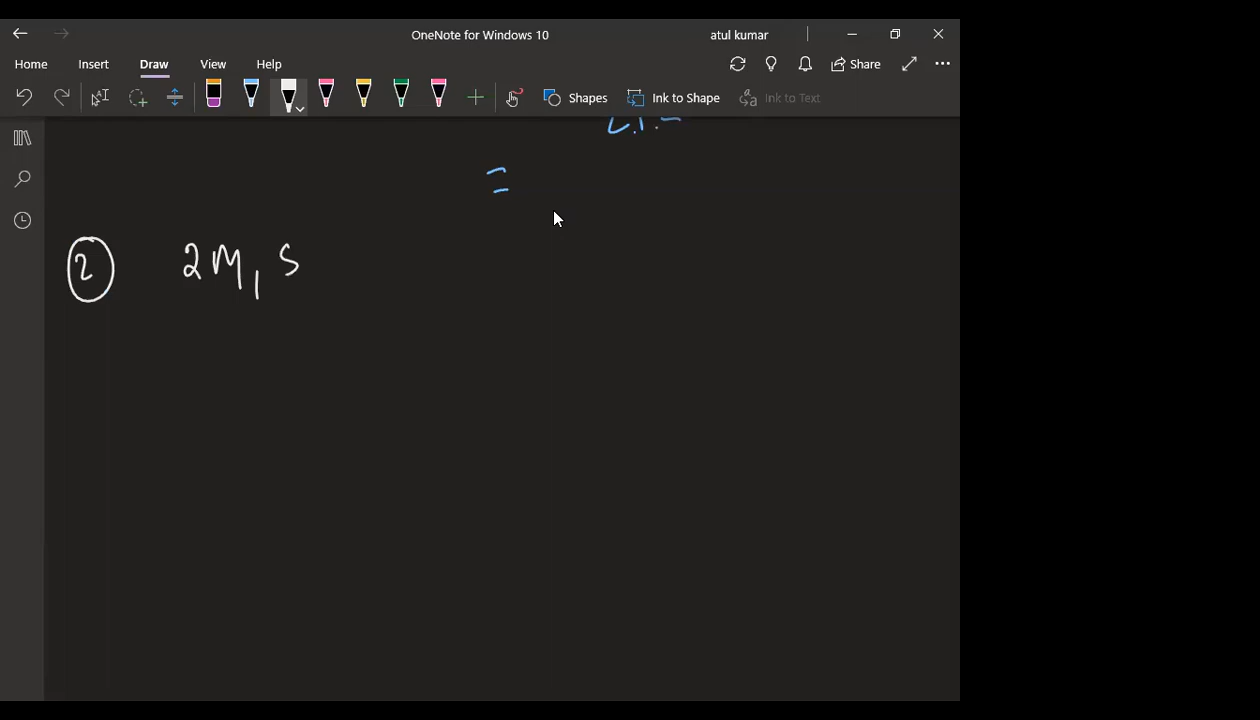 OneNote for Windows 10
atul kumar
Home Insert Draw View Help
Share
Shapes
Ink to Shape
Ink to Text
=
② 2M, S